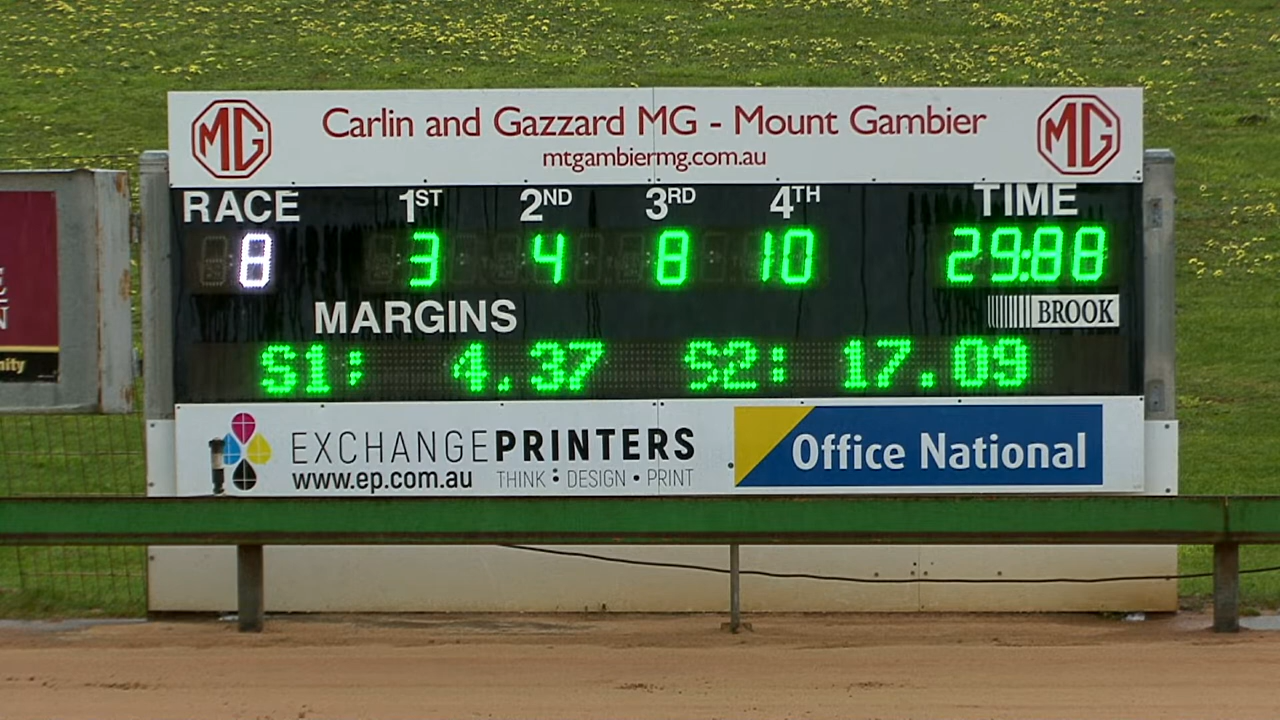 MG Carlin and Gazzard MG - Mount Gambier MG
mtgambiermg.com.au
RACE 1ST 2ND 3RD 4TH TIME
8 3 4 8 10 29:88
MARGINS BROOK
S1: 4.37 S2: 17.09
EXCHANGEPRINTERS
www.ep.com.au THINK : DESIGN • PRINT
Office National